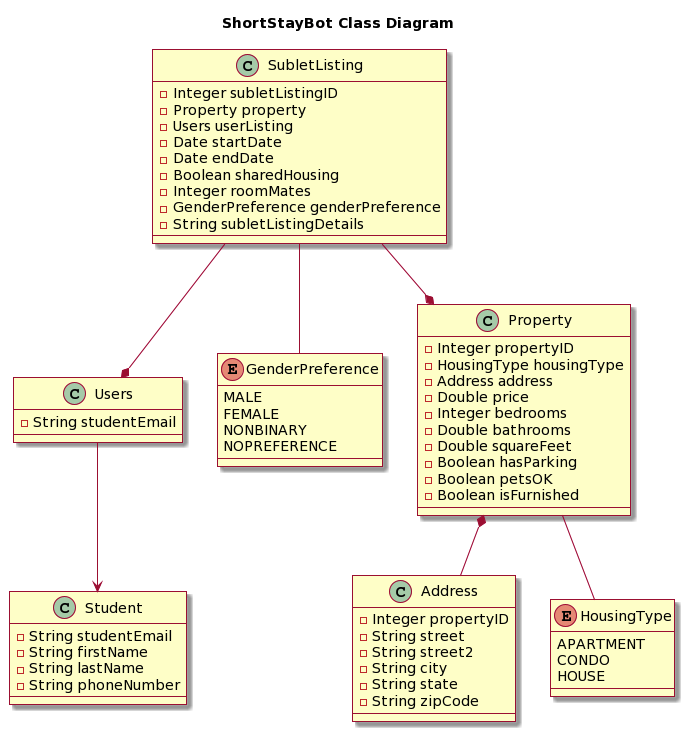 ShortStayBot Class Diagram
C SubletListing
Integer subletListingID
Property property
Users userListing
Date startDate
Date endDate
Boolean sharedHousing
Integer roomMates
GenderPreference genderPreference
String subletListingDetails
C Property
Integer propertyID
HousingType housingType
Address address
Double price
Integer bedrooms
Double bathrooms
Double squareFeet
Boolean hasParking
Boolean petsOK
Boolean isFurnished
E GenderPreference
MALE
FEMALE
NONBINARY
NOPREFERENCE
C Users
String studentEmail
C Student
String studentEmail
String firstName
String lastName
String phoneNumber
C Address
Integer propertyID
String street
String street2
String city
String state
String zipCode
E HousingType
APARTMENT
CONDO
HOUSE